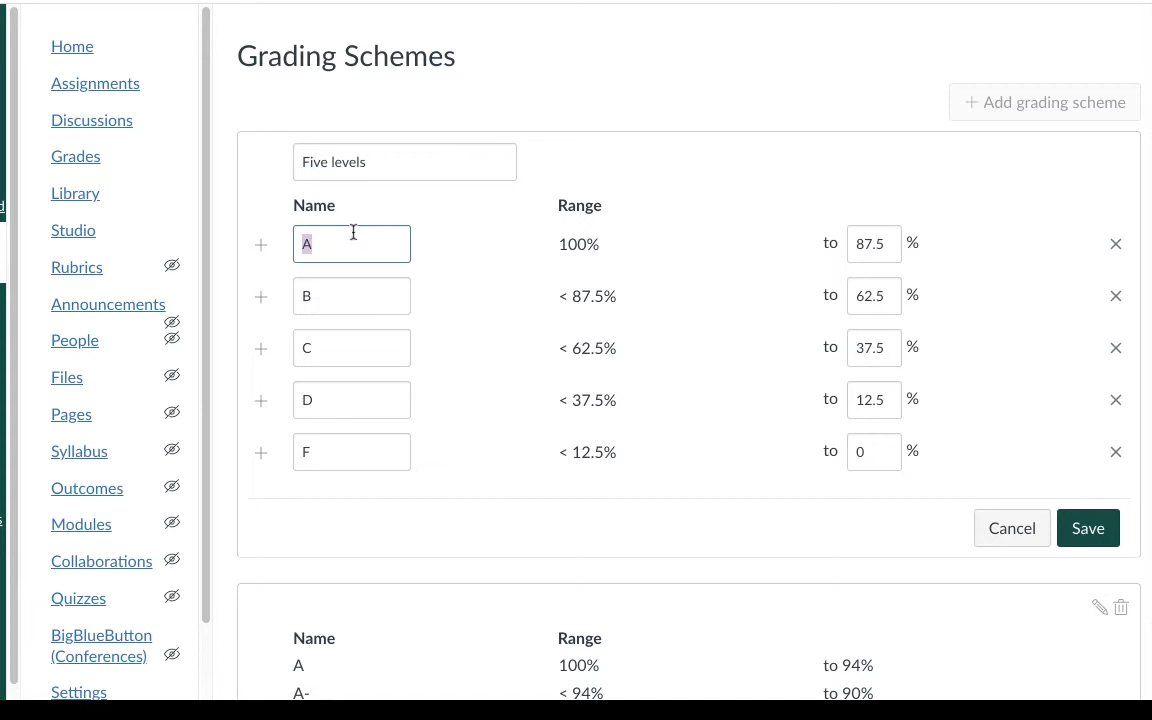 Home
Assignments
Discussions
Grades
Library
Studio
Rubrics
Announcements
People
Files
Pages
Syllabus
Outcomes
Modules
Collaborations
Quizzes
BigBlueButton
(Conferences)
Settings
Grading Schemes
+ Add grading scheme
Five levels
Name Range
A 100% to 87.5 %
B < 87.5% to 62.5 %
C < 62.5% to 37.5 %
D < 37.5% to 12.5 %
F < 12.5% to 0 %
Cancel Save
Name Range
A 100% to 94%
A- < 94% to 90%